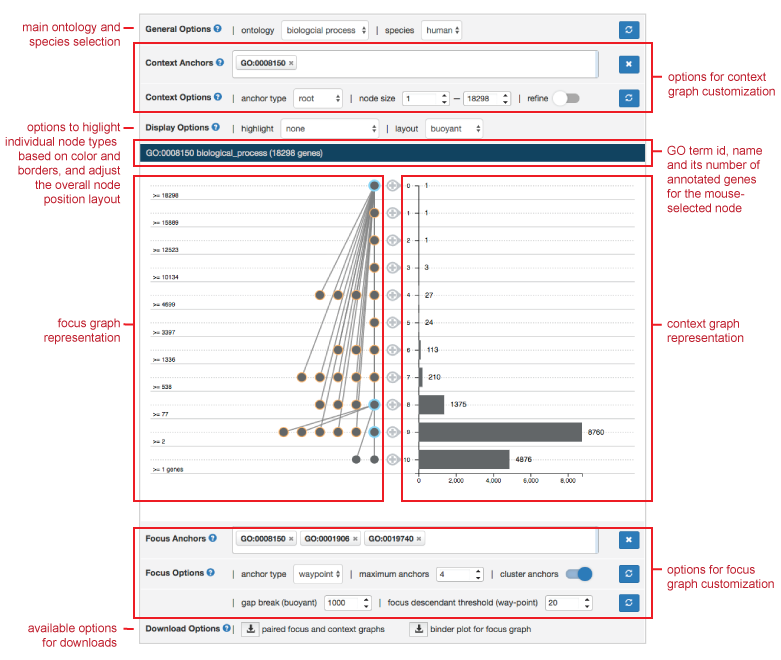 main ontology and
species selection
General Options ? | ontology biologcial process | species human
Context Anchors ? GO:0008150 ×
Context Options ? | anchor type root | node size 1 — 18298 | refine
options for context
graph customization
options to higlight
individual node types
based on color and
borders, and adjust
the overall node
position layout
Display Options ? | highlight none | layout buoyant
GO:0008150 biological_process (18298 genes)
GO term id, name
and its number of
annotated genes
for the mouse-
selected node
>= 18298
>= 15869
>= 12523
>= 10134
>= 4699
>= 3397
>= 1336
>= 538
>= 77
>= 2
>= 1 genes
0 1
1 1
2 1
3 3
4 27
5 24
6 113
7 210
8 1375
9 8760
10 4876
0 2,000 4,000 6,000 8,000
focus graph
representation
context graph
representation
Focus Anchors ? GO:0008150 × GO:0001906 × GO:0019740 ×
Focus Options ? | anchor type waypoint | maximum anchors 4 | cluster anchors
| gap break (buoyant) 1000 | focus descendant threshold (way-point) 20
options for focus
graph customization
available options
for downloads
Download Options ? | paired focus and context graphs binder plot for focus graph